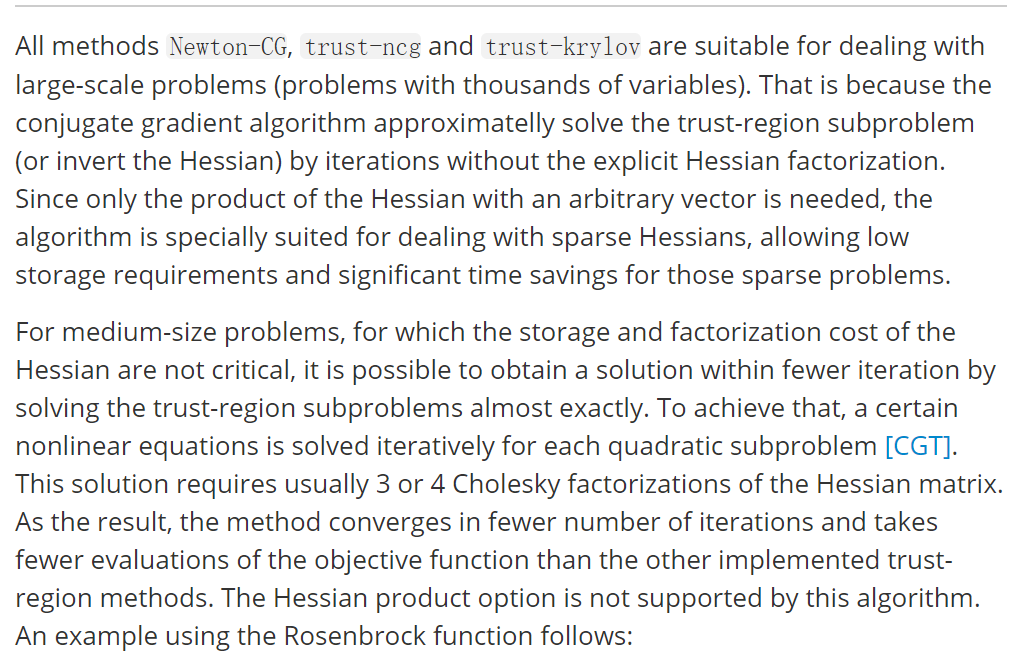 All methods Newton-CG, trust-ncg and trust-krylov are suitable for dealing with
large-scale problems (problems with thousands of variables). That is because the
conjugate gradient algorithm approximatelly solve the trust-region subproblem
(or invert the Hessian) by iterations without the explicit Hessian factorization.
Since only the product of the Hessian with an arbitrary vector is needed, the
algorithm is specially suited for dealing with sparse Hessians, allowing low
storage requirements and significant time savings for those sparse problems.
For medium-size problems, for which the storage and factorization cost of the
Hessian are not critical, it is possible to obtain a solution within fewer iteration by
solving the trust-region subproblems almost exactly. To achieve that, a certain
nonlinear equations is solved iteratively for each quadratic subproblem [CGT].
This solution requires usually 3 or 4 Cholesky factorizations of the Hessian matrix.
As the result, the method converges in fewer number of iterations and takes
fewer evaluations of the objective function than the other implemented trust-
region methods. The Hessian product option is not supported by this algorithm.
An example using the Rosenbrock function follows: